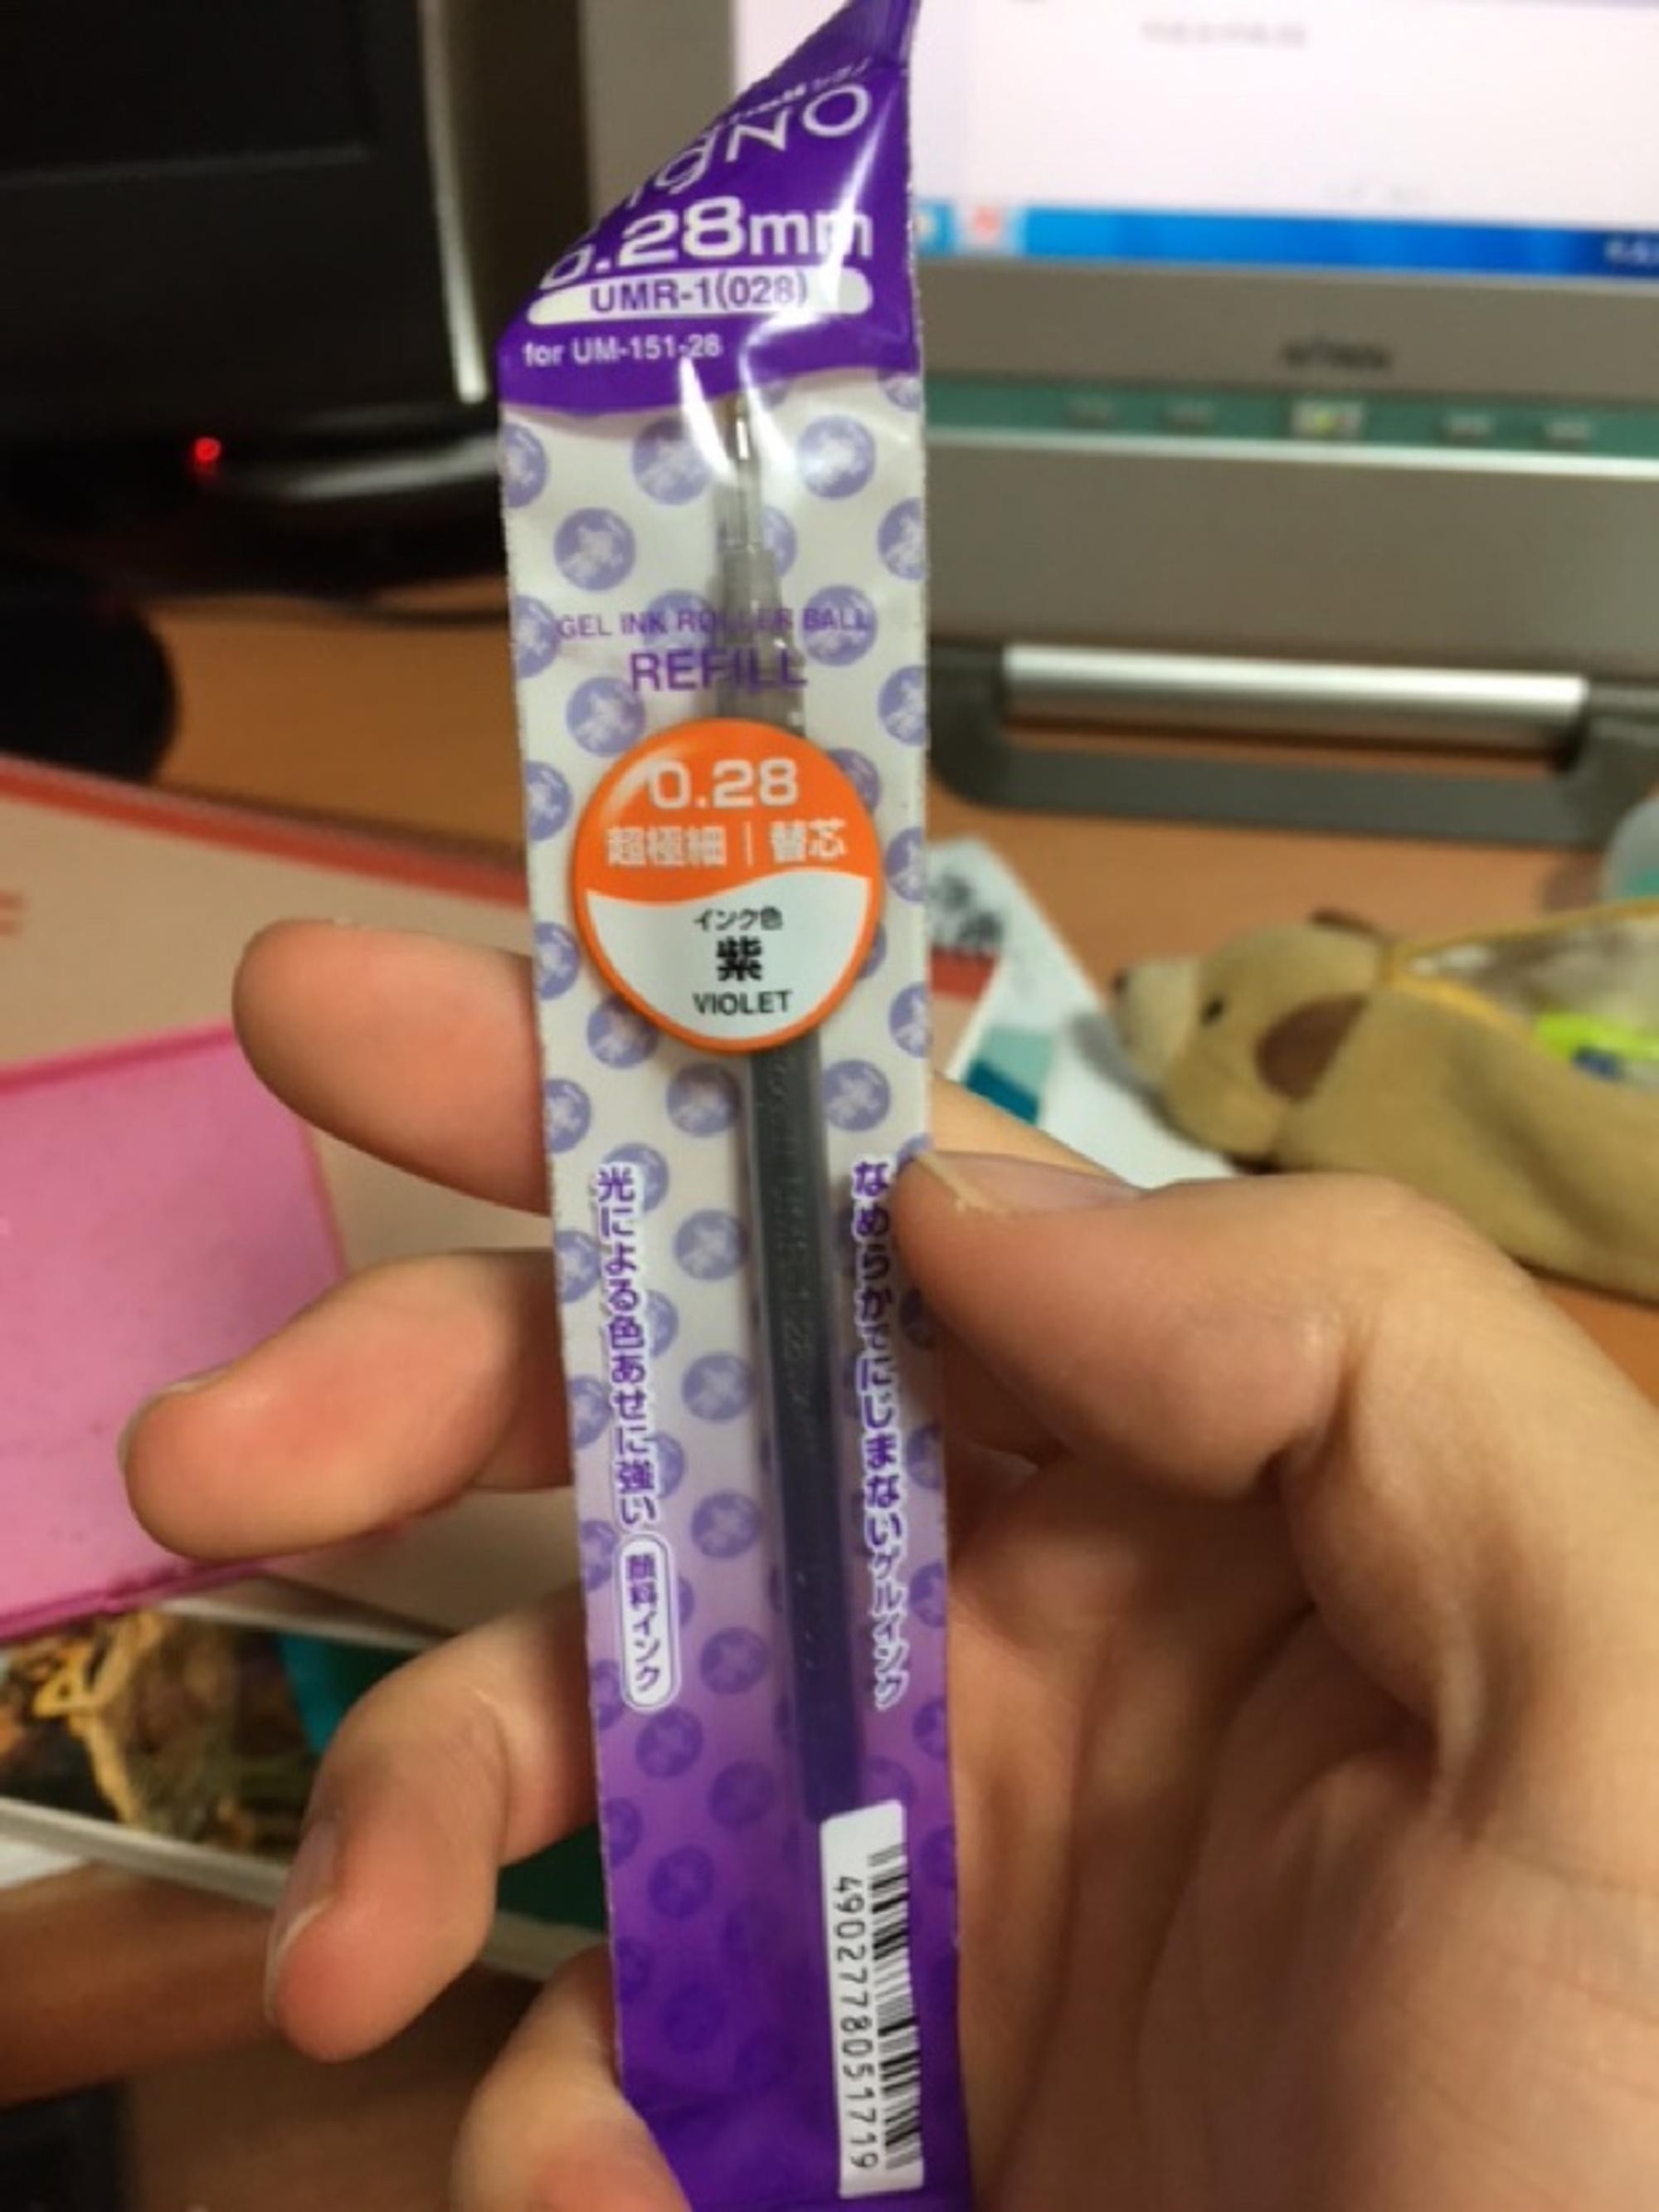 igno
0.28mm
UMR-1(028)
for UM-151-28
GEL INK ROLLER BALL
REFILL
0.28
超極細|替芯
インク色
紫
VIOLET
なめらかでにじまないゲルインク
光による色あせに強い
顔料インク
4902778051719